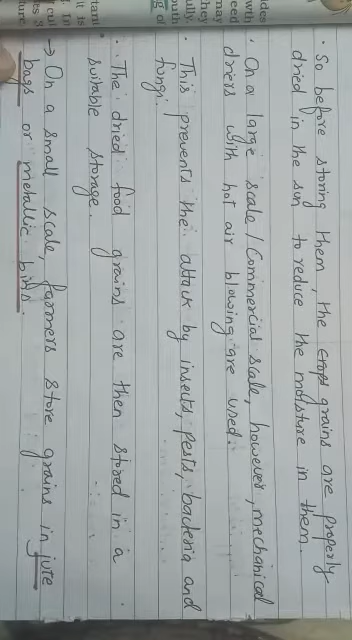 • So before storing them, the grains are properly
dried in the sun to reduce the moisture in them.
• On a large scale/Commercial scale, however, mechanical
driers with hot air blowing are used.
• This prevents the attack by insects, pests, bacteria and
fungi.
• The dried food grains are then stored in a
suitable storage.
→ On a small scale, farmers store grains in jute
bags or metallic bins.